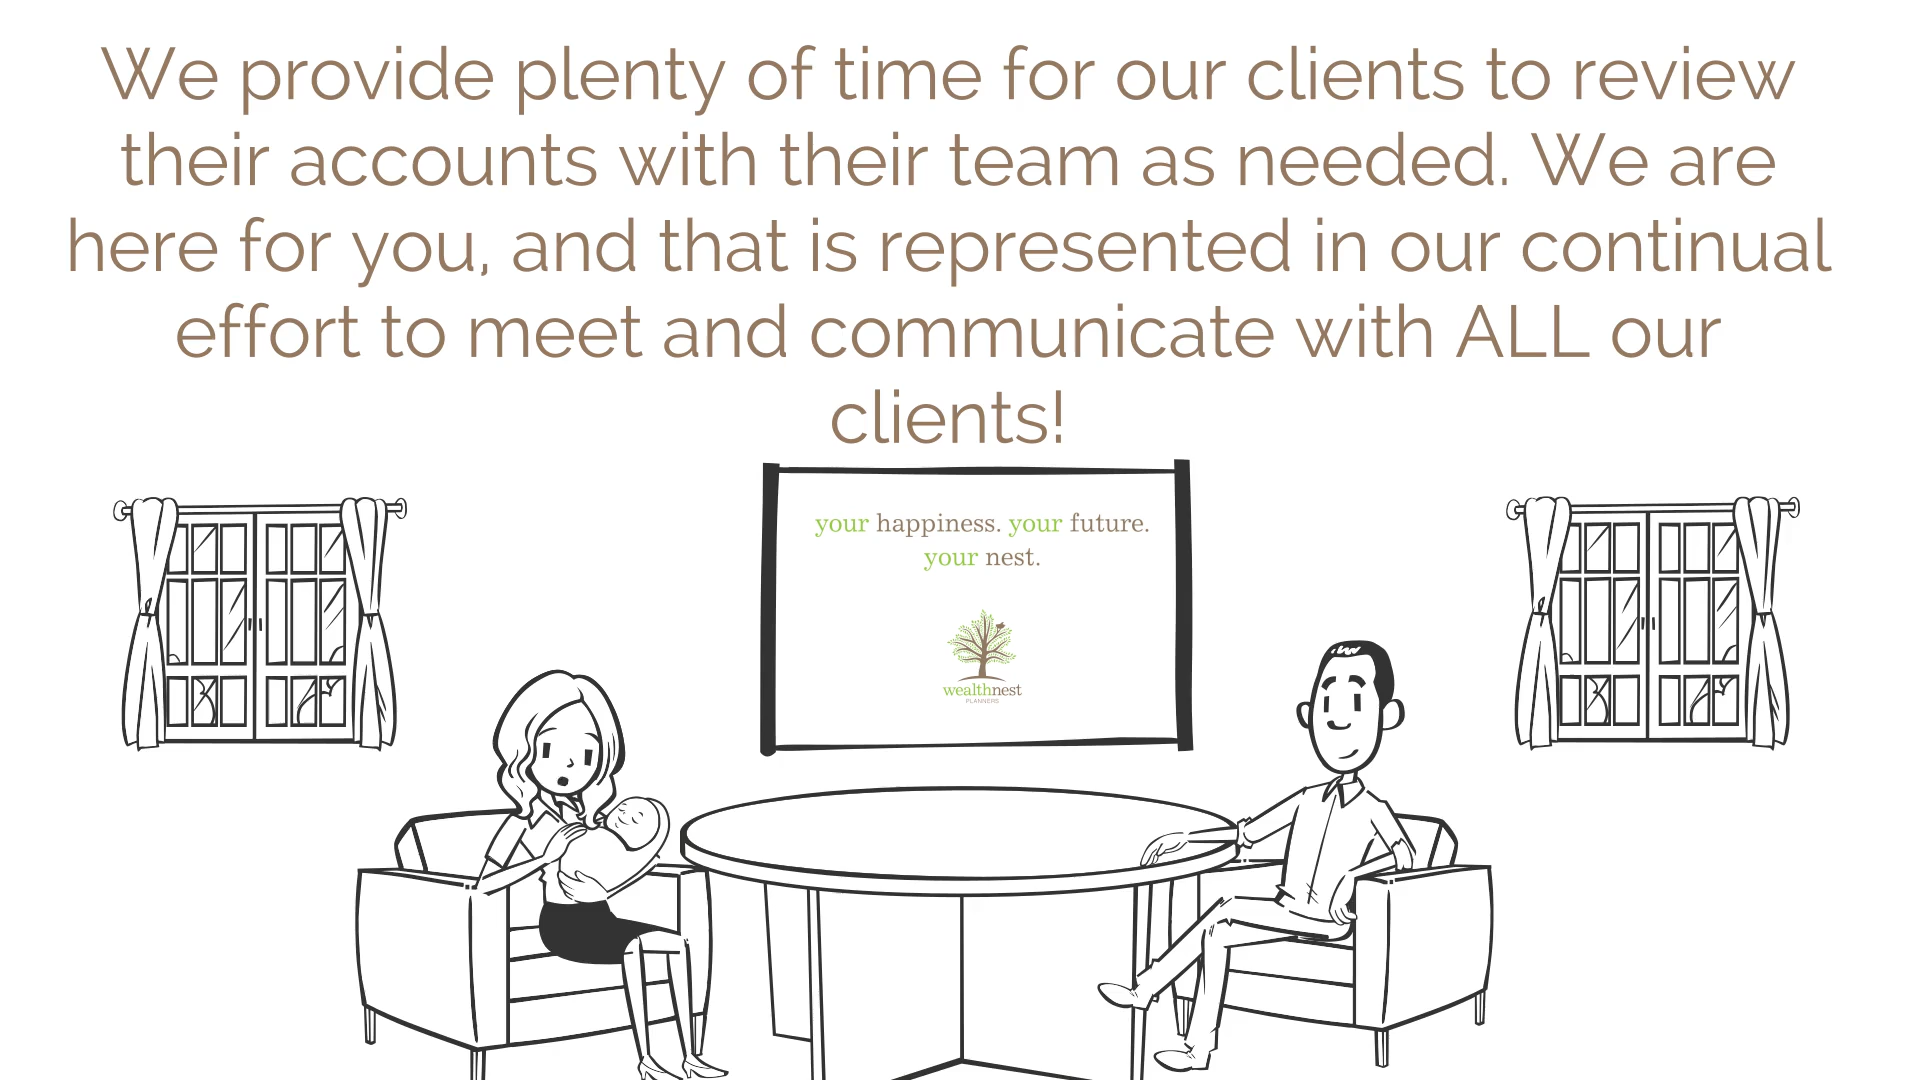 We provide plenty of time for our clients to review
their accounts with their team as needed. We are
here for you, and that is represented in our continual
effort to meet and communicate with ALL our
clients!
your happiness. your future.
your nest.
wealthnest
PLANNERS